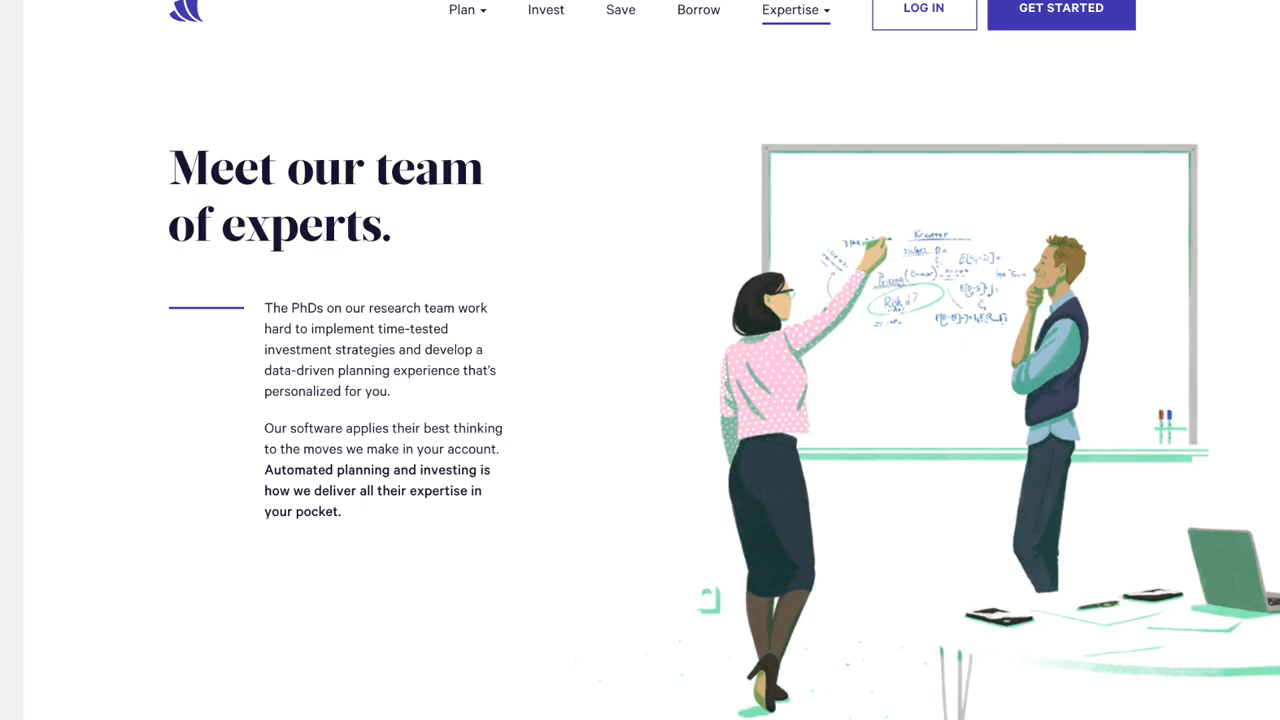 Plan
Invest
Save
Borrow
Expertise
LOG IN
GET STARTED
Meet our team
of experts.
The PhDs on our research team work
hard to implement time-tested
investment strategies and develop a
data-driven planning experience that's
personalized for you.
Our software applies their best thinking
to the moves we make in your account.
Automated planning and investing is
how we deliver all their expertise in
your pocket.
Pricing